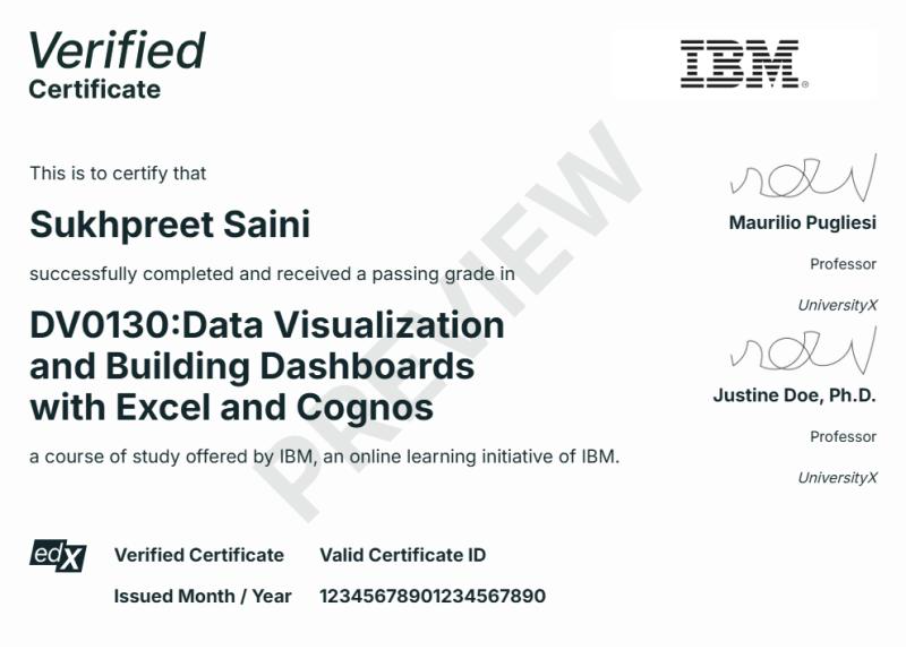 Verified
Certificate
IBM®
This is to certify that
Sukhpreet Saini
successfully completed and received a passing grade in
DV0130:Data Visualization
and Building Dashboards
with Excel and Cognos
a course of study offered by IBM, an online learning initiative of IBM.
PREVIEW
Maurilio Pugliesi
Professor
UniversityX
Justine Doe, Ph.D.
Professor
UniversityX
edX
Verified Certificate
Valid Certificate ID
Issued Month / Year
12345678901234567890